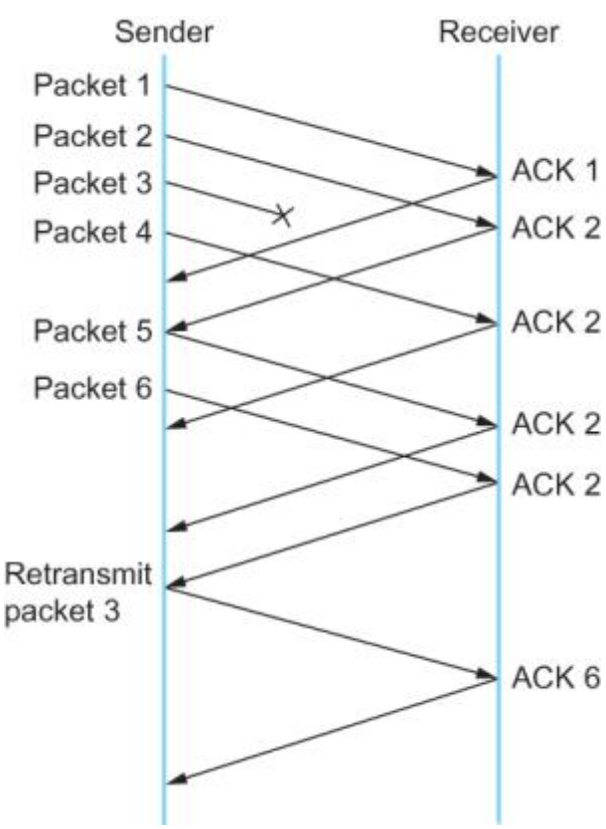 Sender
Receiver
Packet 1
Packet 2
Packet 3
Packet 4
Packet 5
Packet 6
Retransmit
packet 3
ACK 1
ACK 2
ACK 2
ACK 2
ACK 2
ACK 6